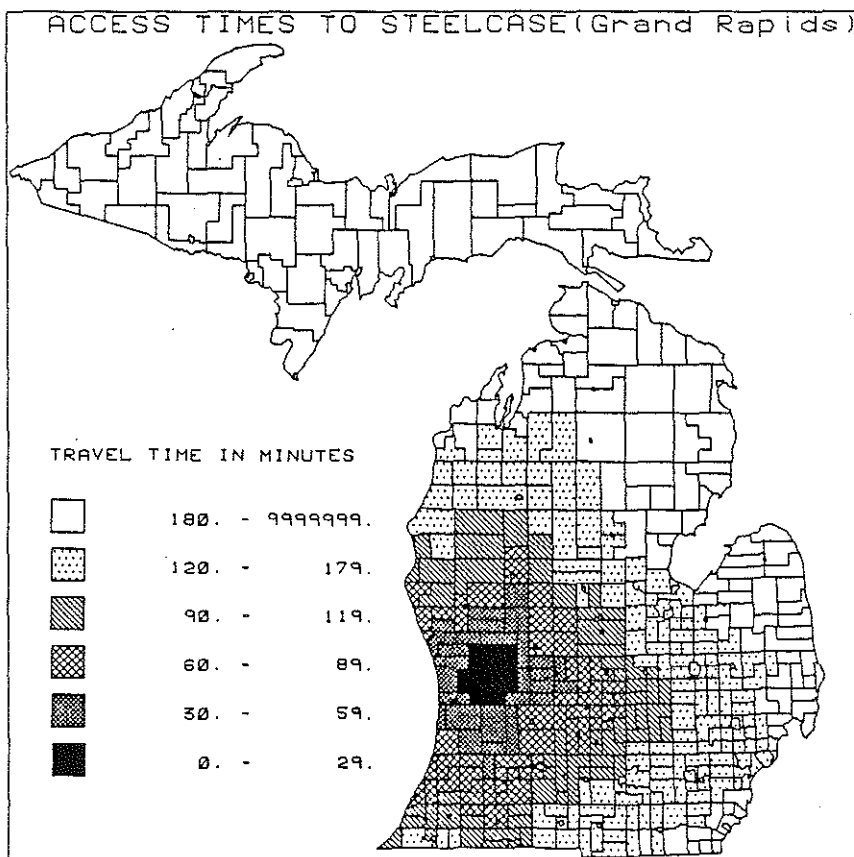 ACCESS TIMES TO STEELCASE(Grand Rapids)
TRAVEL TIME IN MINUTES
180. - 9999999.
120. - 179.
90. - 119.
60. - 89.
30. - 59.
0. - 29.